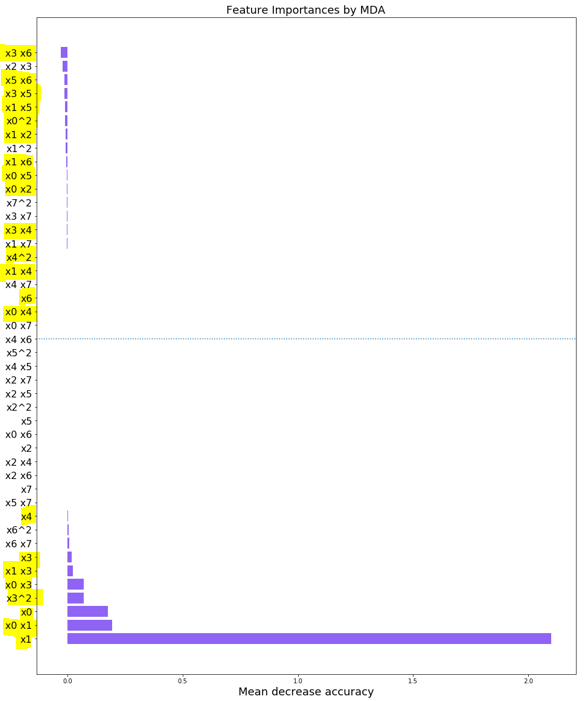 Feature Importances by MDA
x3 x6
x2 x3
x5 x6
x3 x5
x1 x5
x0^2
x1 x2
x1^2
x1 x6
x0 x5
x0 x2
x7^2
x3 x7
x3 x4
x1 x7
x4^2
x1 x4
x4 x7
x6
x0 x4
x0 x7
x4 x6
x5^2
x4 x5
x2 x7
x2 x5
x2^2
x5
x0 x6
x2
x2 x4
x2 x6
x7
x5 x7
x4
x6^2
x6 x7
x3
x1 x3
x0 x3
x3^2
x0
x0 x1
x1
0.0 0.5 1.0 1.5 2.0
Mean decrease accuracy